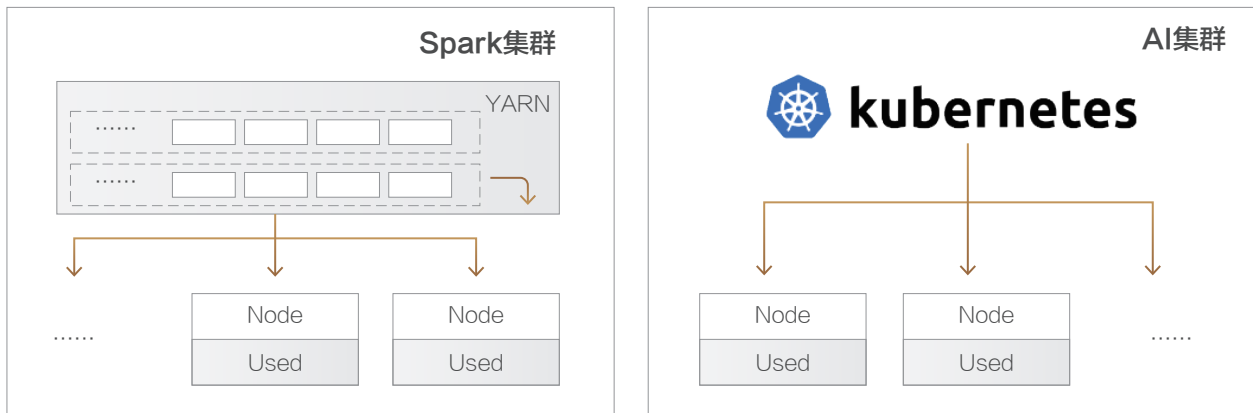 Spark集群
YARN
……
……
……
Node
Used
Node
Used
AI集群
kubernetes
Node
Used
Node
Used
……